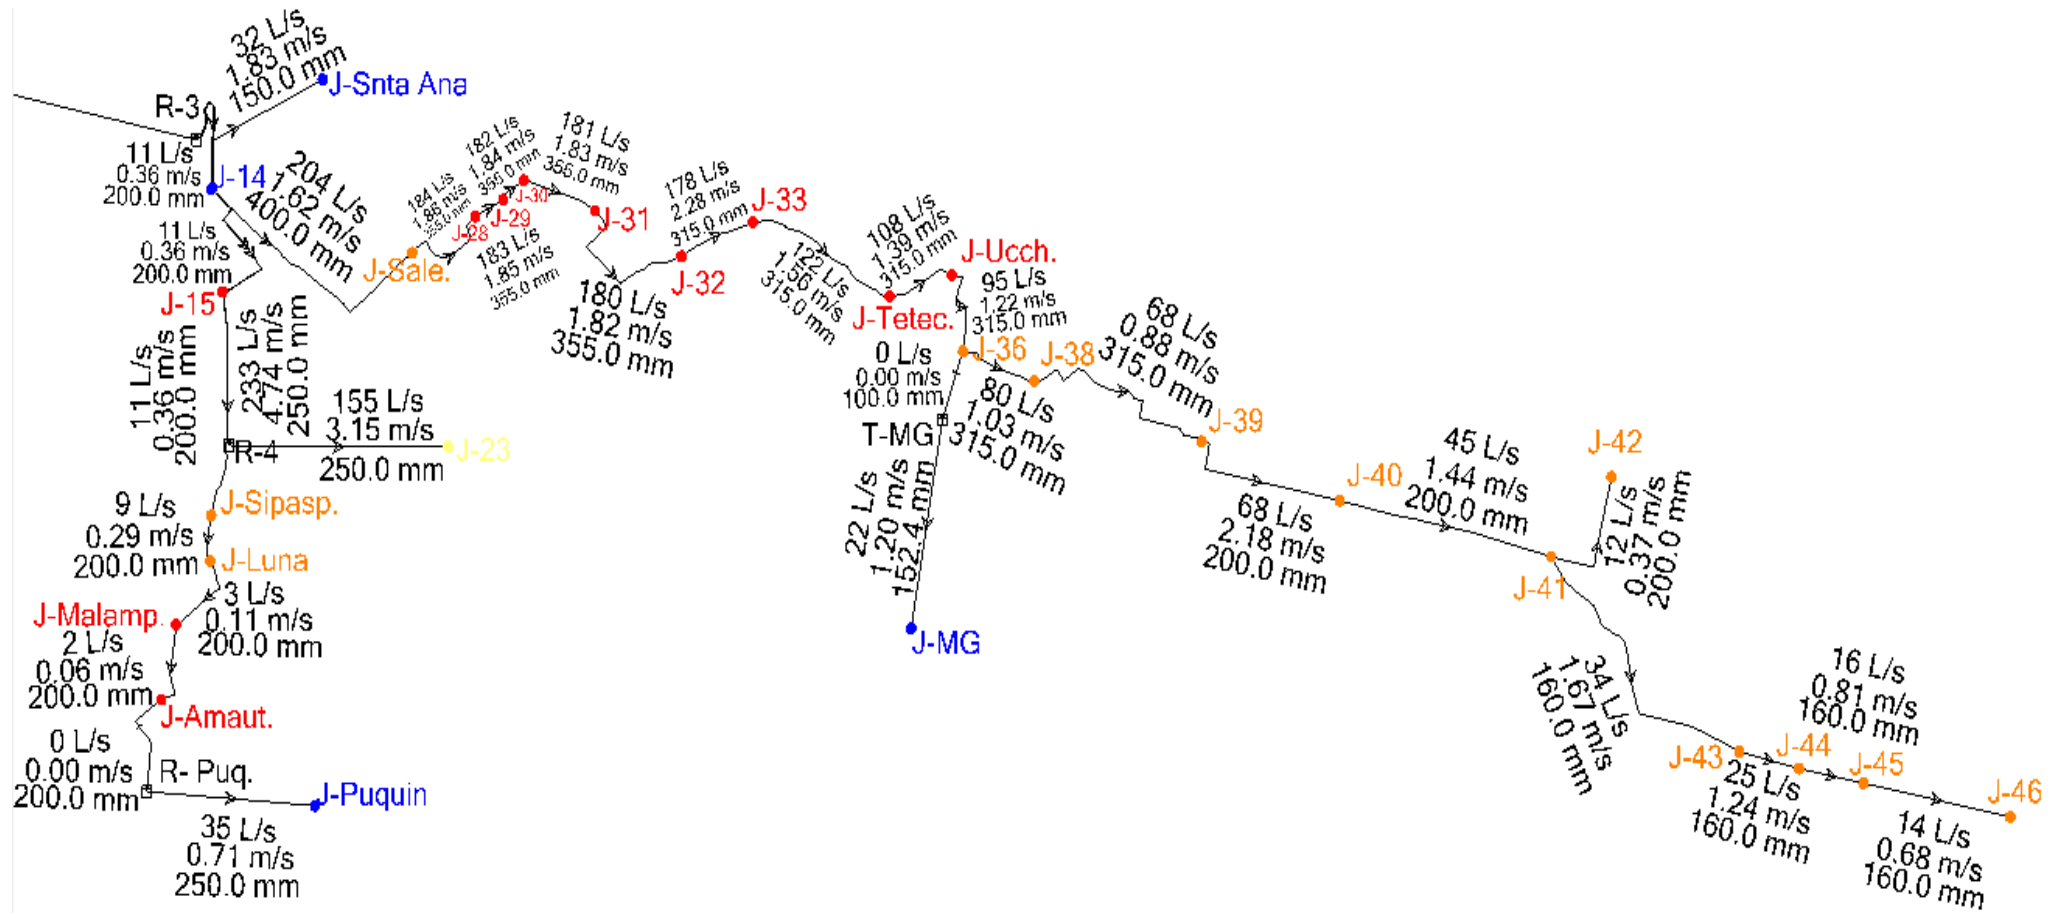 32 L/s
1.83 m/s
150.0 mm
J-Snta Ana
R-3
11 L/s
0.36 m/s
200.0 mm
J-14
204 L/s
1.62 m/s
400.0 mm
11 L/s
0.36 m/s
200.0 mm
J-15
J-Sale.
184 L/s
1.86 m/s
355.0 mm
J-28
182 L/s
1.84 m/s
355.0 mm
J-29
J-30
183 L/s
1.85 m/s
355.0 mm
181 L/s
1.83 m/s
355.0 mm
J-31
180 L/s
1.82 m/s
355.0 mm
J-32
178 L/s
2.28 m/s
315.0 mm
J-33
122 L/s
1.56 m/s
315.0 mm
J-Tetec.
108 L/s
1.39 m/s
315.0 mm
J-Ucch.
95 L/s
1.22 m/s
315.0 mm
J-36
0 L/s
0.00 m/s
100.0 mm
T-MG
80 L/s
1.03 m/s
315.0 mm
J-38
68 L/s
0.88 m/s
315.0 mm
J-39
68 L/s
2.18 m/s
200.0 mm
J-40
45 L/s
1.44 m/s
200.0 mm
J-41
12 L/s
0.37 m/s
200.0 mm
J-42
22 L/s
1.20 m/s
152.4 mm
J-MG
34 L/s
1.67 m/s
160.0 mm
J-43
25 L/s
1.24 m/s
160.0 mm
J-44
16 L/s
0.81 m/s
160.0 mm
J-45
14 L/s
0.68 m/s
160.0 mm
J-46
11 L/s
0.36 m/s
200.0 mm
233 L/s
4.74 m/s
250.0 mm
R-4
155 L/s
3.15 m/s
250.0 mm
J-23
J-Sipasp.
9 L/s
0.29 m/s
200.0 mm
J-Luna
3 L/s
0.11 m/s
200.0 mm
J-Malamp.
2 L/s
0.06 m/s
200.0 mm
J-Amaut.
0 L/s
0.00 m/s
200.0 mm
R- Puq.
J-Puquin
35 L/s
0.71 m/s
250.0 mm